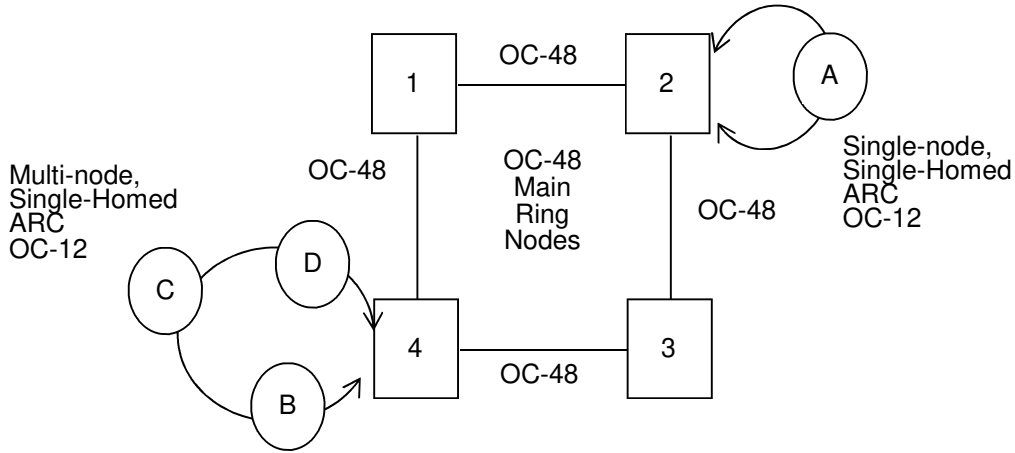 OC-48
1
2
A
OC-48
OC-48
Main
Ring
Nodes
Single-node,
Single-Homed
ARC
OC-12
Multi-node,
Single-Homed
ARC
OC-12
OC-48
D
C
4
3
OC-48
B